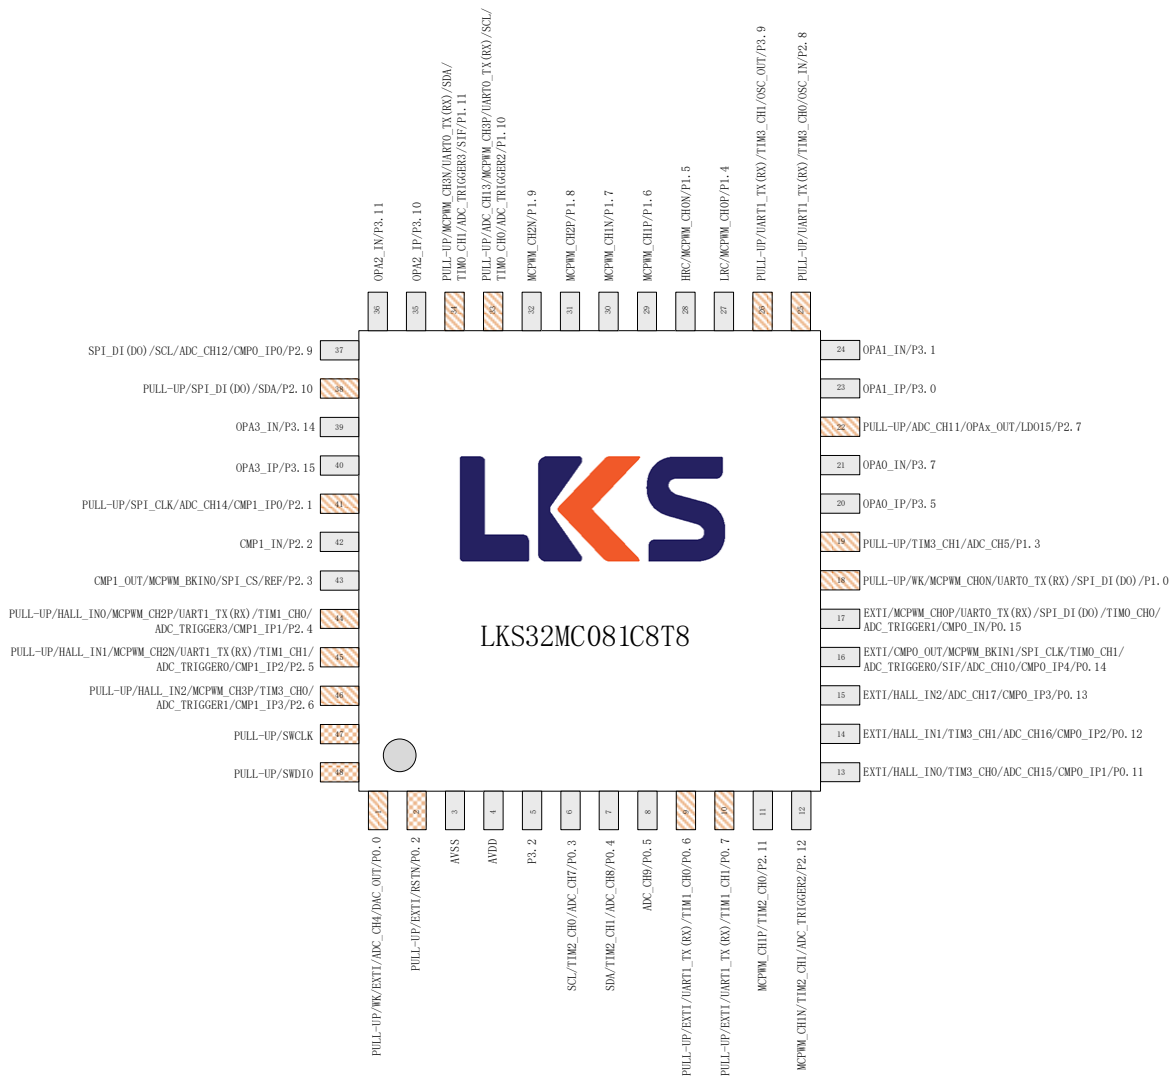 PULL-UP/MCPWM_CH3N/UART0_TX(RX)/SDA/
TIM0_CH1/ADC_TRIGGER3/SIF/P1.11
PULL-UP/ADC_CH13/MCPWM_CH3P/UART0_TX(RX)/SCL/
TIM0_CH0/ADC_TRIGGER2/P1.10
OPA2_IN/P3.11
OPA2_IP/P3.10
MCPWM_CH2N/P1.9
MCPWM_CH2P/P1.8
MCPWM_CH1N/P1.7
MCPWM_CH1P/P1.6
HRC/MCPWM_CH0N/P1.5
LRC/MCPWM_CH0P/P1.4
PULL-UP/UART1_TX(RX)/TIM3_CH1/OSC_OUT/P3.9
PULL-UP/UART1_TX(RX)/TIM3_CH0/OSC_IN/P2.8
36
35
34
33
32
31
30
29
28
27
26
25
SPI_DI(DO)/SCL/ADC_CH12/CMP0_IP0/P2.9
37
PULL-UP/SPI_DI(DO)/SDA/P2.10
38
OPA3_IN/P3.14
39
OPA3_IP/P3.15
40
PULL-UP/SPI_CLK/ADC_CH14/CMP1_IP0/P2.1
41
CMP1_IN/P2.2
42
CMP1_OUT/MCPWM_BKIN0/SPI_CS/REF/P2.3
43
PULL-UP/HALL_IN0/MCPWM_CH2P/UART1_TX(RX)/TIM1_CH0/
ADC_TRIGGER3/CMP1_IP1/P2.4
44
PULL-UP/HALL_IN1/MCPWM_CH2N/UART1_TX(RX)/TIM1_CH1/
ADC_TRIGGER0/CMP1_IP2/P2.5
45
PULL-UP/HALL_IN2/MCPWM_CH3P/TIM3_CH0/
ADC_TRIGGER1/CMP1_IP3/P2.6
46
PULL-UP/SWCLK
47
PULL-UP/SWDIO
48
LKS
LKS32MC081C8T8
24
OPA1_IN/P3.1
23
OPA1_IP/P3.0
22
PULL-UP/ADC_CH11/OPAx_OUT/LDO15/P2.7
21
OPA0_IN/P3.7
20
OPA0_IP/P3.5
19
PULL-UP/TIM3_CH1/ADC_CH5/P1.3
18
PULL-UP/WK/MCPWM_CH0N/UART0_TX(RX)/SPI_DI(DO)/P1.0
17
EXTI/MCPWM_CH0P/UART0_TX(RX)/SPI_DI(DO)/TIM0_CH0/
ADC_TRIGGER1/CMP0_IN/P0.15
16
EXTI/CMP0_OUT/MCPWM_BKIN1/SPI_CLK/TIM0_CH1/
ADC_TRIGGER0/SIF/ADC_CH10/CMP0_IP4/P0.14
15
EXTI/HALL_IN2/ADC_CH17/CMP0_IP3/P0.13
14
EXTI/HALL_IN1/TIM3_CH1/ADC_CH16/CMP0_IP2/P0.12
13
EXTI/HALL_IN0/TIM3_CH0/ADC_CH15/CMP0_IP1/P0.11
1
2
3
4
5
6
7
8
9
10
11
12
PULL-UP/WK/EXTI/ADC_CH4/DAC_OUT/P0.0
PULL-UP/EXTI/RSTN/P0.2
AVSS
AVDD
P3.2
SCL/TIM2_CH0/ADC_CH7/P0.3
SDA/TIM2_CH1/ADC_CH8/P0.4
ADC_CH9/P0.5
PULL-UP/EXTI/UART1_TX(RX)/TIM1_CH0/P0.6
PULL-UP/EXTI/UART1_TX(RX)/TIM1_CH1/P0.7
MCPWM_CH1P/TIM2_CH0/P2.11
MCPWM_CH1N/TIM2_CH1/ADC_TRIGGER2/P2.12